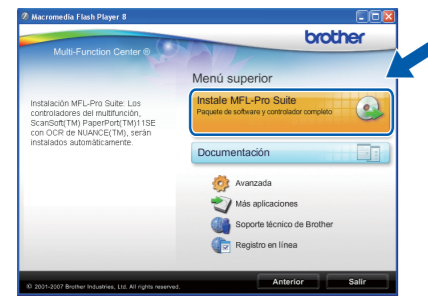 Macromedia Flash Player 8
brother
Multi-Function Center ®
Menú superior
Instalación MFL-Pro Suite: Los
controladores del multifunción,
ScanSoft(TM) PaperPort(TM)11SE
con OCR de NUANCE(TM), serán
instalados automáticamente.
Instale MFL-Pro Suite
Paquete de software y controlador completo
Documentación
Avanzada
Más aplicaciones
Soporte técnico de Brother
Registro en línea
© 2001-2007 Brother Industries, Ltd. All rights reserved.
Anterior
Salir